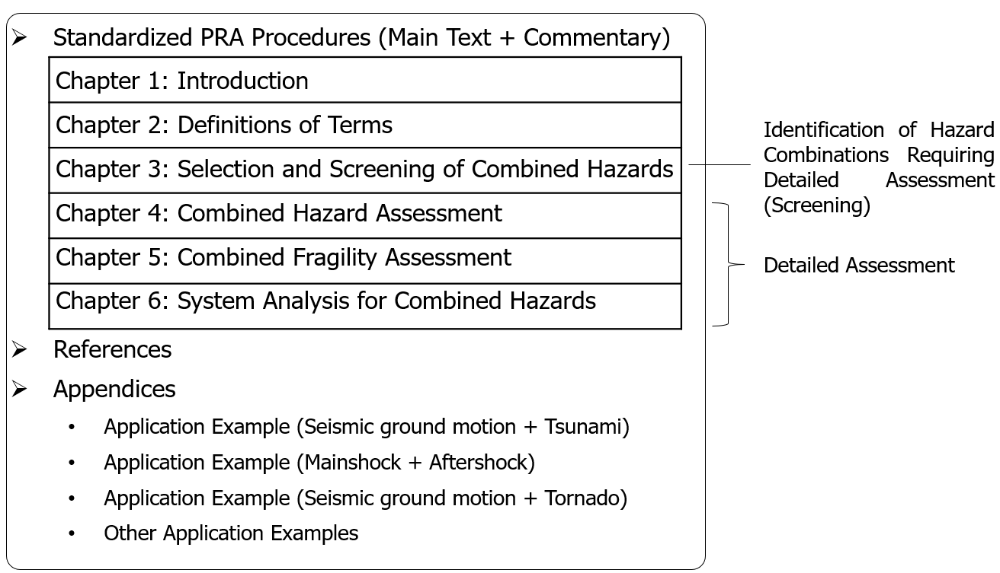 Standardized PRA Procedures (Main Text + Commentary)
Chapter 1: Introduction
Chapter 2: Definitions of Terms
Chapter 3: Selection and Screening of Combined Hazards
Chapter 4: Combined Hazard Assessment
Chapter 5: Combined Fragility Assessment
Chapter 6: System Analysis for Combined Hazards
References
Appendices
Application Example (Seismic ground motion + Tsunami)
Application Example (Mainshock + Aftershock)
Application Example (Seismic ground motion + Tornado)
Other Application Examples
Identification of Hazard
Combinations Requiring
Detailed Assessment
(Screening)
Detailed Assessment